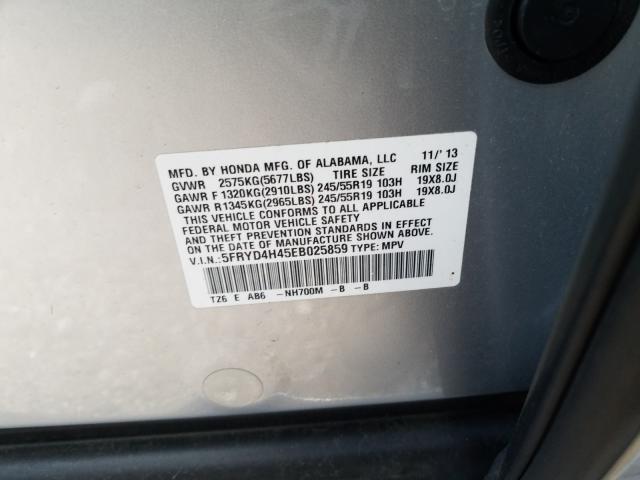 MFD. BY HONDA MFG. OF ALABAMA, LLC 11/'13
GVWR 2575KG(5677LBS) TIRE SIZE RIM SIZE
GAWR F 1320KG(2910LBS) 245/55R19 103H 19X8.0J
GAWR R1345KG(2965LBS) 245/55R19 103H 19X8.0J
THIS VEHICLE CONFORMS TO ALL APPLICABLE
FEDERAL MOTOR VEHICLE SAFETY
& THEFT PREVENTION STANDARDS IN EFFECT
ON THE DATE OF MANUFACTURE SHOWN ABOVE.
V.I.N.:5FRYD4H45EB025859 TYPE: MPV
TZ6 E AB6 -NH700M -B -B